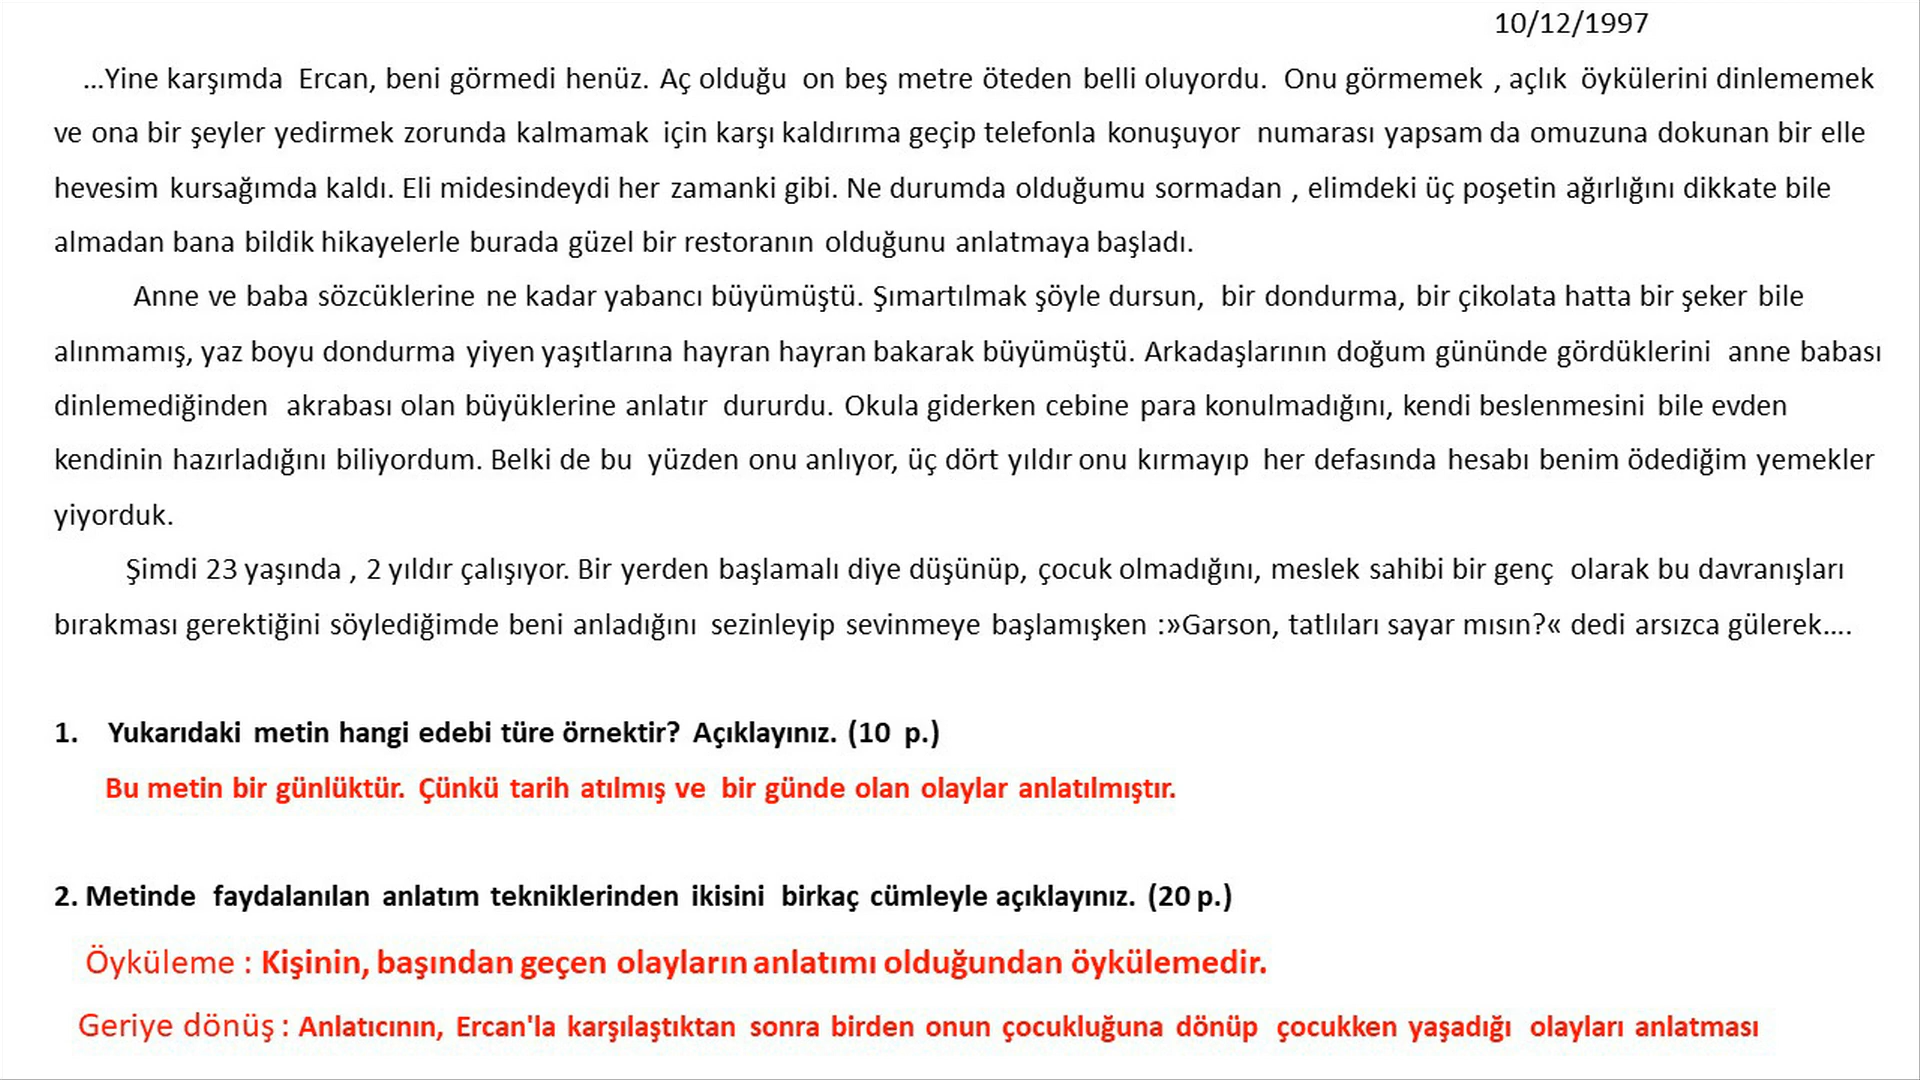 10/12/1997
...Yine karşımda Ercan, beni görmedi henüz. Aç olduğu on beş metre öteden belli oluyordu. Onu görmemek , açlık öykülerini dinlememek
ve ona bir şeyler yedirmek zorunda kalmamak için karşı kaldırıma geçip telefonla konuşuyor numarası yapsam da omuzuna dokunan bir elle
hevesim kursağımda kaldı. Eli midesindeydi her zamanki gibi. Ne durumda olduğumu sormadan , elimdeki üç poşetin ağırlığını dikkate bile
almadan bana bildik hikayelerle burada güzel bir restoranın olduğunu anlatmaya başladı.
Anne ve baba sözcüklerine ne kadar yabancı büyümüştü. Şımartılmak şöyle dursun, bir dondurma, bir çikolata hatta bir şeker bile
alınmamış, yaz boyu dondurma yiyen yaşıtlarına hayran hayran bakarak büyümüştü. Arkadaşlarının doğum gününde gördüklerini anne babası
dinlemediğinden akrabası olan büyüklerine anlatır dururdu. Okula giderken cebine para konulmadığını, kendi beslenmesini bile evden
kendinin hazırladığını biliyordum. Belki de bu yüzden onu anlıyor, üç dört yıldır onu kırmayıp her defasında hesabı benim ödediğim yemekler
yiyorduk.
Şimdi 23 yaşında , 2 yıldır çalışıyor. Bir yerden başlamalı diye düşünüp, çocuk olmadığını, meslek sahibi bir genç olarak bu davranışları
bırakması gerektiğini söylediğimde beni anladığını sezinleyip sevinmeye başlamışken :»Garson, tatlıları sayar mısın?« dedi arsızca gülerek....
1. Yukarıdaki metin hangi edebi türe örnektir? Açıklayınız. (10 p.)
Bu metin bir günlüktür. Çünkü tarih atılmış ve bir günde olan olaylar anlatılmıştır.
2. Metinde faydalanılan anlatım tekniklerinden ikisini birkaç cümleyle açıklayınız. (20 p.)
Öyküleme : Kişinin, başından geçen olayların anlatımı olduğundan öykülemedir.
Geriye dönüş : Anlatıcının, Ercan'la karşılaştıktan sonra birden onun çocukluğuna dönüp çocukken yaşadığı olayları anlatması